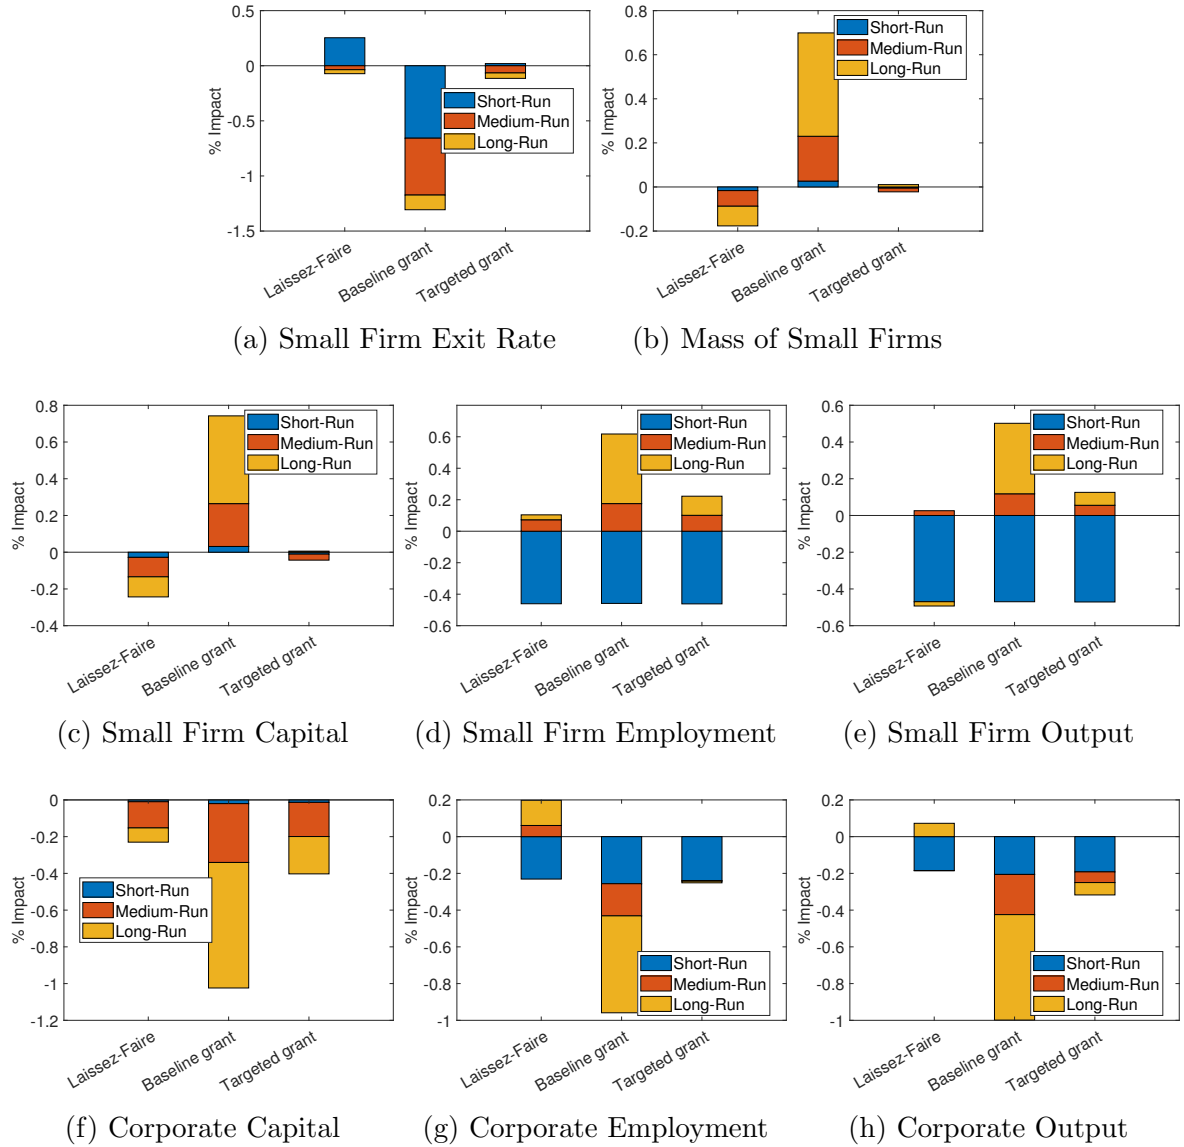 0.5
0
-0.5
-1
-1.5
% Impact
Short-Run
Medium-Run
Long-Run
Laissez-Faire
Baseline grant
Targeted grant
(a) Small Firm Exit Rate
0.8
0.6
0.4
0.2
0
-0.2
% Impact
Short-Run
Medium-Run
Long-Run
Laissez-Faire
Baseline grant
Targeted grant
(b) Mass of Small Firms
0.8
0.6
0.4
0.2
0
-0.2
-0.4
% Impact
Short-Run
Medium-Run
Long-Run
Laissez-Faire
Baseline grant
Targeted grant
(c) Small Firm Capital
0.6
0.4
0.2
0
-0.2
-0.4
-0.6
% Impact
Short-Run
Medium-Run
Long-Run
Laissez-Faire
Baseline grant
Targeted grant
(d) Small Firm Employment
0.6
0.4
0.2
0
-0.2
-0.4
-0.6
% Impact
Short-Run
Medium-Run
Long-Run
Laissez-Faire
Baseline grant
Targeted grant
(e) Small Firm Output
0
-0.2
-0.4
-0.6
-0.8
-1
-1.2
% Impact
Short-Run
Medium-Run
Long-Run
Laissez-Faire
Baseline grant
Targeted grant
(f) Corporate Capital
0.2
0
-0.2
-0.4
-0.6
-0.8
-1
% Impact
Short-Run
Medium-Run
Long-Run
Laissez-Faire
Baseline grant
Targeted grant
(g) Corporate Employment
0.2
0
-0.2
-0.4
-0.6
-0.8
-1
% Impact
Short-Run
Medium-Run
Long-Run
Laissez-Faire
Baseline grant
Targeted grant
(h) Corporate Output